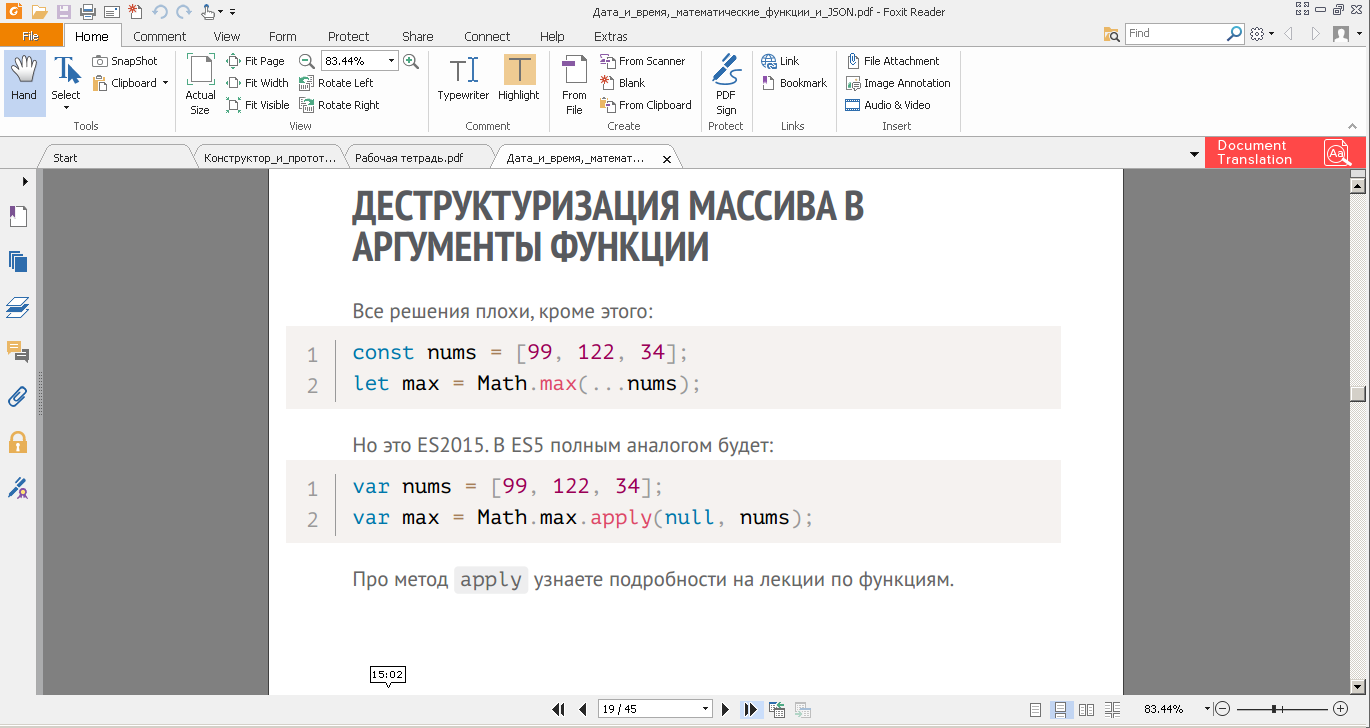 Дата_и_время,_математические_функции_и_JSON.pdf - Foxit Reader
File Home Comment View Form Protect Share Connect Help Extras Find
Hand
Select
SnapShot
Clipboard
Tools
Actual Size
Fit Page
Fit Width
Fit Visible
83.44%
Rotate Left
Rotate Right
View
Typewriter
Highlight
Comment
From File
From Scanner
Blank
From Clipboard
Create
PDF Sign
Protect
Link
Bookmark
Links
File Attachment
Image Annotation
Audio & Video
Insert
Start Конструктор_и_протот... Рабочая тетрадь.pdf Дата_и_время,_математ...
Document
Translation
Aa
ДЕСТРУКТУРИЗАЦИЯ МАССИВА В
АРГУМЕНТЫ ФУНКЦИИ
Все решения плохи, кроме этого:
1 const nums = [99, 122, 34];
2 let max = Math.max(...nums);
Но это ES2015. В ES5 полным аналогом будет:
1 var nums = [99, 122, 34];
2 var max = Math.max.apply(null, nums);
Про метод apply узнаете подробности на лекции по функциям.
15:02
19 / 45
83.44%